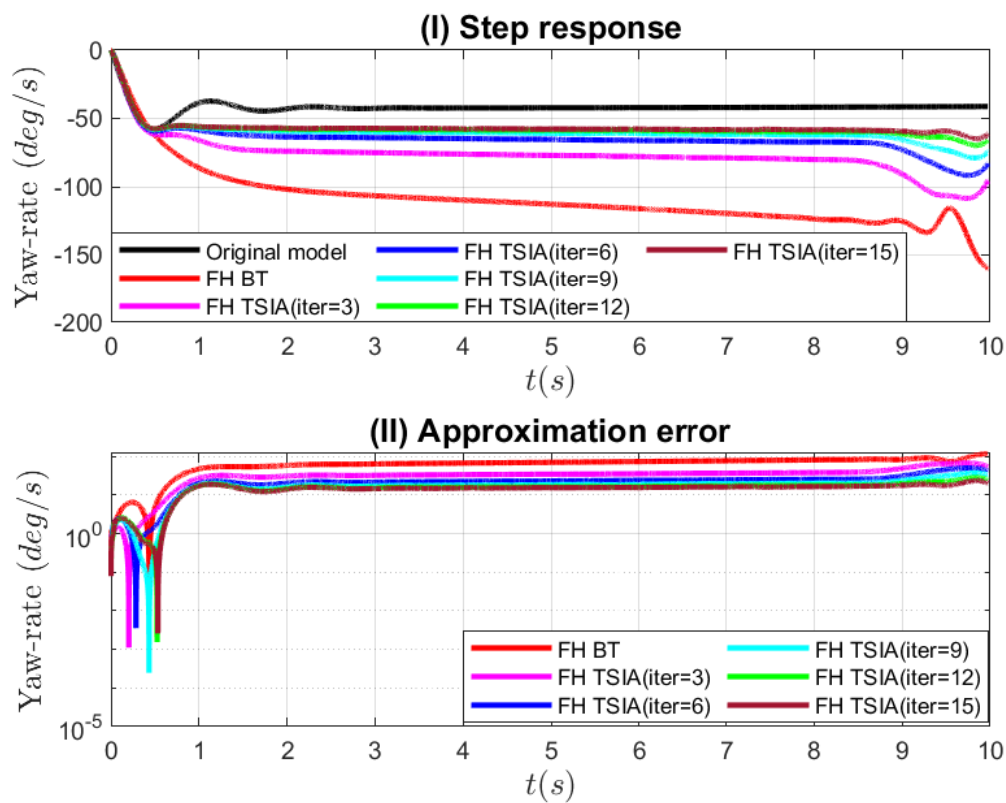 (I) Step response
Yaw-rate (deg/s)
0
-50
-100
-150
-200
Original model
FH BT
FH TSIA(iter=3)
FH TSIA(iter=6)
FH TSIA(iter=9)
FH TSIA(iter=12)
FH TSIA(iter=15)
0 1 2 3 4 5 6 7 8 9 10
t(s)
(II) Approximation error
Yaw-rate (deg/s)
10^0
10^-5
FH BT
FH TSIA(iter=3)
FH TSIA(iter=6)
FH TSIA(iter=9)
FH TSIA(iter=12)
FH TSIA(iter=15)
0 1 2 3 4 5 6 7 8 9 10
t(s)